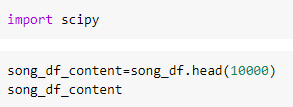 import scipy
song_df_content=song_df.head(10000)
song_df_content